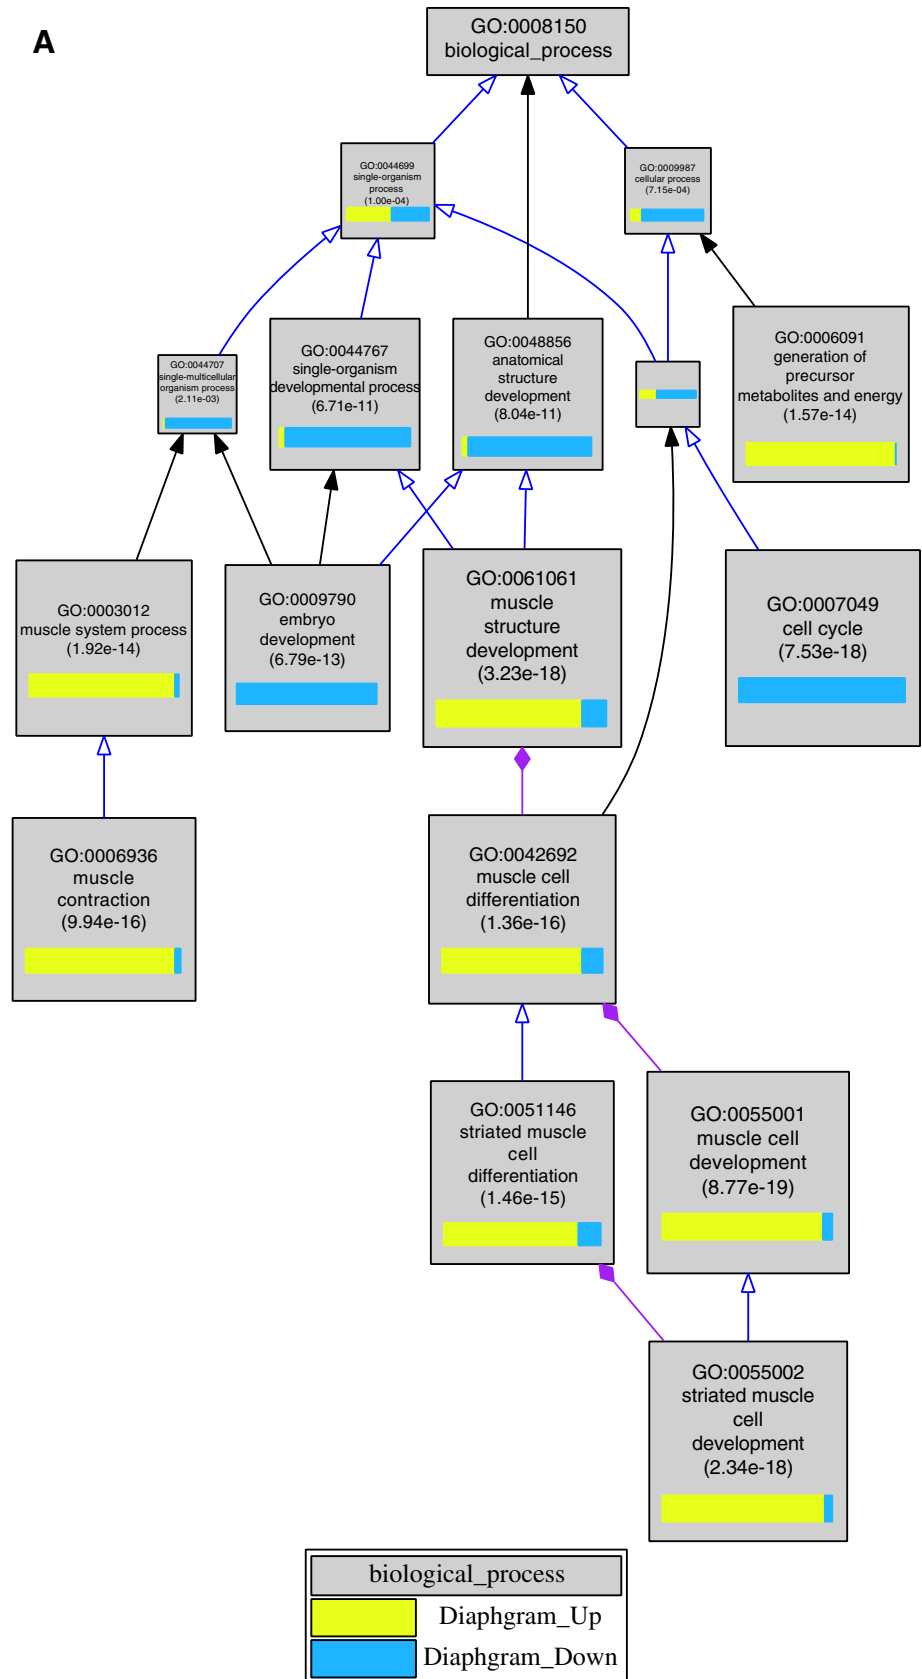 A
GO:0008150
biological_process
GO:0044699
single-organism
process
(1.00e-04)
GO:0009987
cellular process
(7.15e-04)
GO:0044707
single-multicellular
organism process
(2.11e-03)
GO:0044767
single-organism
developmental process
(6.71e-11)
GO:0048856
anatomical
structure
development
(8.04e-11)
GO:0006091
generation of
precursor
metabolites and energy
(1.57e-14)
GO:0003012
muscle system process
(1.92e-14)
GO:0009790
embryo
development
(6.79e-13)
GO:0061061
muscle
structure
development
(3.23e-18)
GO:0007049
cell cycle
(7.53e-18)
GO:0006936
muscle
contraction
(9.94e-16)
GO:0042692
muscle cell
differentiation
(1.36e-16)
GO:0051146
striated muscle
cell
differentiation
(1.46e-15)
GO:0055001
muscle cell
development
(8.77e-19)
GO:0055002
striated muscle
cell
development
(2.34e-18)
biological_process
Diaphgram_Up
Diaphgram_Down